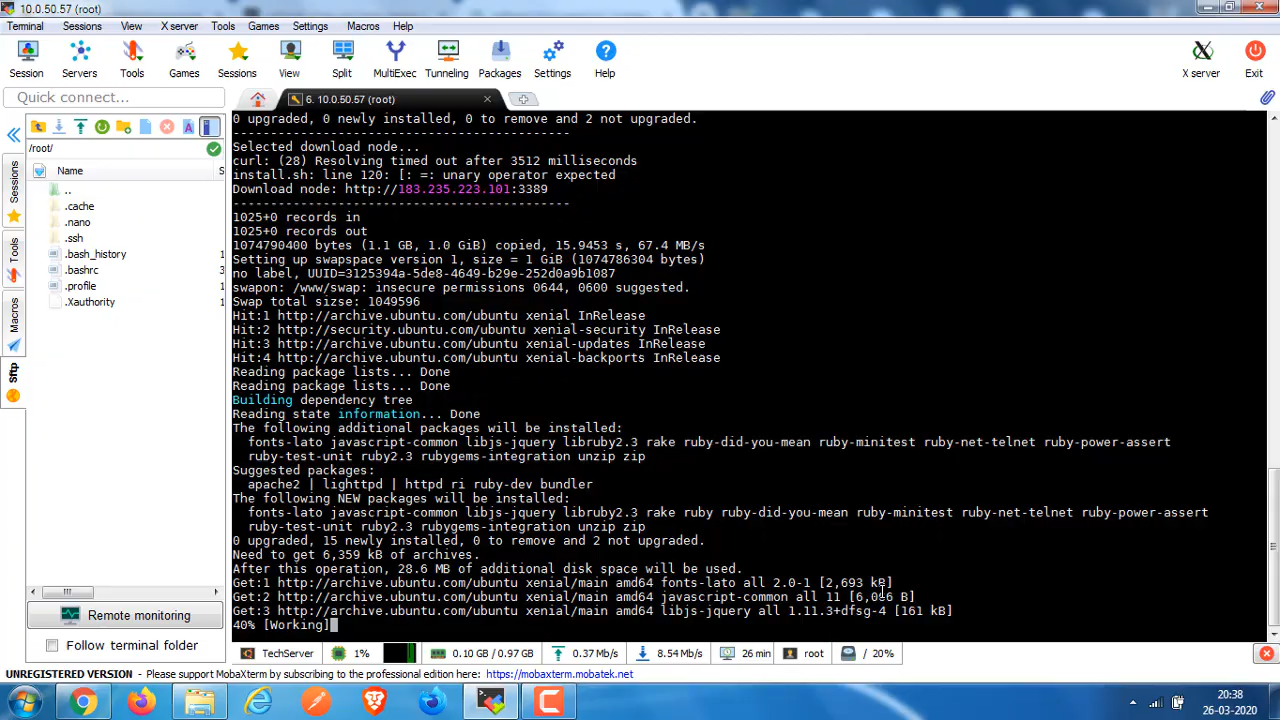 10.0.50.57 (root)
Terminal Sessions View X server Tools Games Settings Macros Help
Session Servers Tools Games Sessions View Split MultiExec Tunneling Packages Settings Help X server Exit
Quick connect...
6. 10.0.50.57 (root)
/root/
Name S
..
.cache
.nano
.ssh
.bash_history 1
.bashrc 3
.profile 1
.Xauthority 1
Sessions
Tools
Macros
Sftp
0 upgraded, 0 newly installed, 0 to remove and 2 not upgraded.
---------------------------------------------
Selected download node...
curl: (28) Resolving timed out after 3512 milliseconds
install.sh: line 120: [: =: unary operator expected
Download node: http://183.235.223.101:3389
---------------------------------------------
1025+0 records in
1025+0 records out
1074790400 bytes (1.1 GB, 1.0 GiB) copied, 15.9453 s, 67.4 MB/s
Setting up swapspace version 1, size = 1 GiB (1074786304 bytes)
no label, UUID=3125394a-5de8-4649-b29e-252d0a9b1087
swapon: /www/swap: insecure permissions 0644, 0600 suggested.
Swap total sizse: 1049596
Hit:1 http://archive.ubuntu.com/ubuntu xenial InRelease
Hit:2 http://security.ubuntu.com/ubuntu xenial-security InRelease
Hit:3 http://archive.ubuntu.com/ubuntu xenial-updates InRelease
Hit:4 http://archive.ubuntu.com/ubuntu xenial-backports InRelease
Reading package lists... Done
Reading package lists... Done
Building dependency tree
Reading state information... Done
The following additional packages will be installed:
fonts-lato javascript-common libjs-jquery libruby2.3 rake ruby-did-you-mean ruby-minitest ruby-net-telnet ruby-power-assert
ruby-test-unit ruby2.3 rubygems-integration unzip zip
Suggested packages:
apache2 | lighttpd | httpd ri ruby-dev bundler
The following NEW packages will be installed:
fonts-lato javascript-common libjs-jquery libruby2.3 rake ruby ruby-did-you-mean ruby-minitest ruby-net-telnet ruby-power-assert
ruby-test-unit ruby2.3 rubygems-integration unzip zip
0 upgraded, 15 newly installed, 0 to remove and 2 not upgraded.
Need to get 6,359 kB of archives.
After this operation, 28.6 MB of additional disk space will be used.
Get:1 http://archive.ubuntu.com/ubuntu xenial/main amd64 fonts-lato all 2.0-1 [2,693 kB]
Get:2 http://archive.ubuntu.com/ubuntu xenial/main amd64 javascript-common all 11 [6,066 B]
Get:3 http://archive.ubuntu.com/ubuntu xenial/main amd64 libjs-jquery all 1.11.3+dfsg-4 [161 kB]
40% [Working]
Remote monitoring
Follow terminal folder
TechServer 1% 0.10 GB / 0.97 GB 0.37 Mb/s 8.54 Mb/s 26 min root / 20%
UNREGISTERED VERSION - Please support MobaXterm by subscribing to the professional edition here: https://mobaxterm.mobatek.net
20:38
26-03-2020